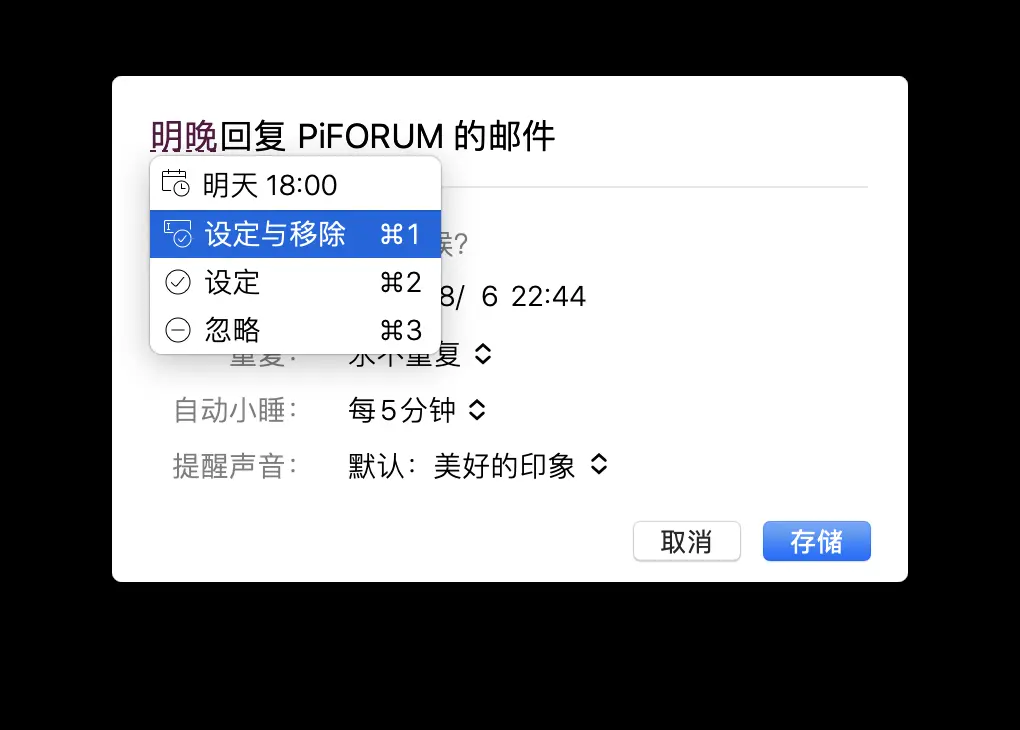 明晚回复 PiFORUM 的邮件
明天 18:00
设定与移除 ⌘1
候?
设定 ⌘2
8/ 6 22:44
忽略 ⌘3
重复: 永不重复
自动小睡: 每5分钟
提醒声音: 默认: 美好的印象
取消 存储